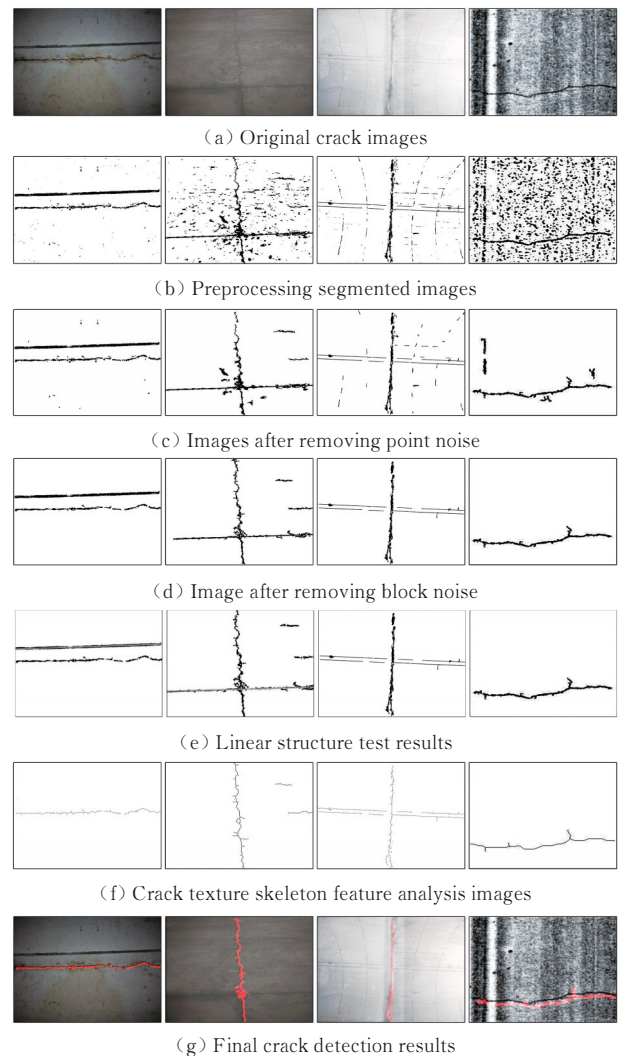 (a) Original crack images
(b) Preprocessing segmented images
(c) Images after removing point noise
(d) Image after removing block noise
(e) Linear structure test results
(f) Crack texture skeleton feature analysis images
(g) Final crack detection results